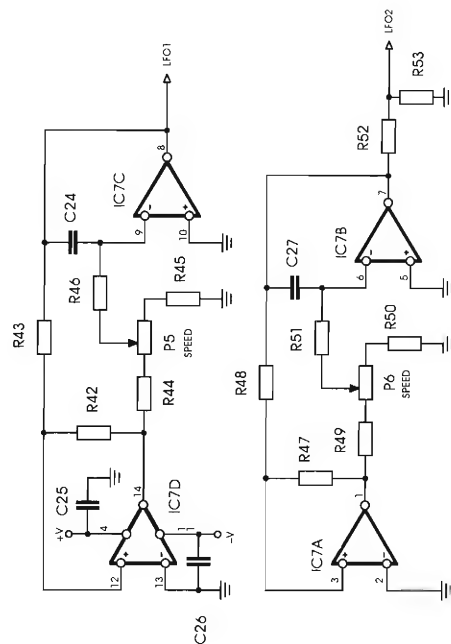 R43
C24
LFO1
8
IC7C
9
10
-
+
R46
R45
P5
SPEED
R42
R44
C25
+V
4
14
IC7D
12
13
+
-
11
-V
C26
R48
C27
LFO2
R52
R53
7
IC7B
6
5
-
+
R51
R50
P6
SPEED
R47
R49
1
IC7A
3
2
+
-